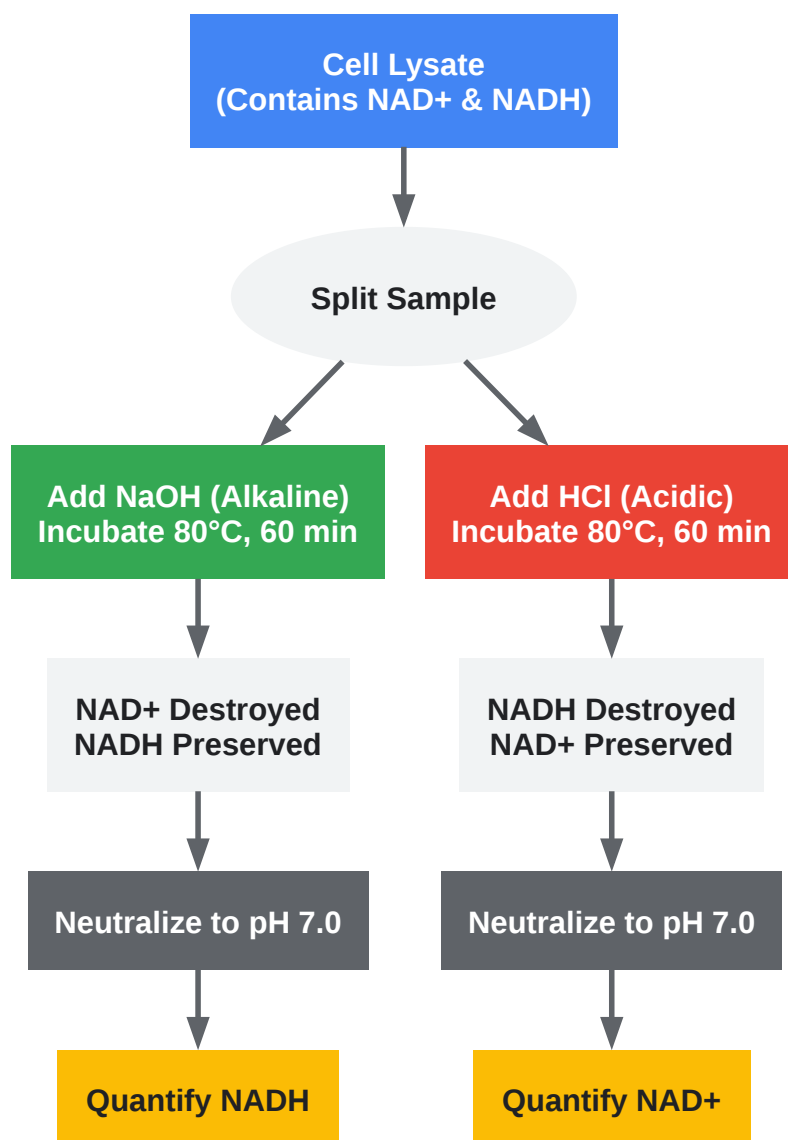 Cell Lysate
(Contains NAD+ & NADH)
Split Sample
Add NaOH (Alkaline)
Incubate 80°C, 60 min
Add HCl (Acidic)
Incubate 80°C, 60 min
NAD+ Destroyed
NADH Preserved
NADH Destroyed
NAD+ Preserved
Neutralize to pH 7.0
Neutralize to pH 7.0
Quantify NADH
Quantify NAD+